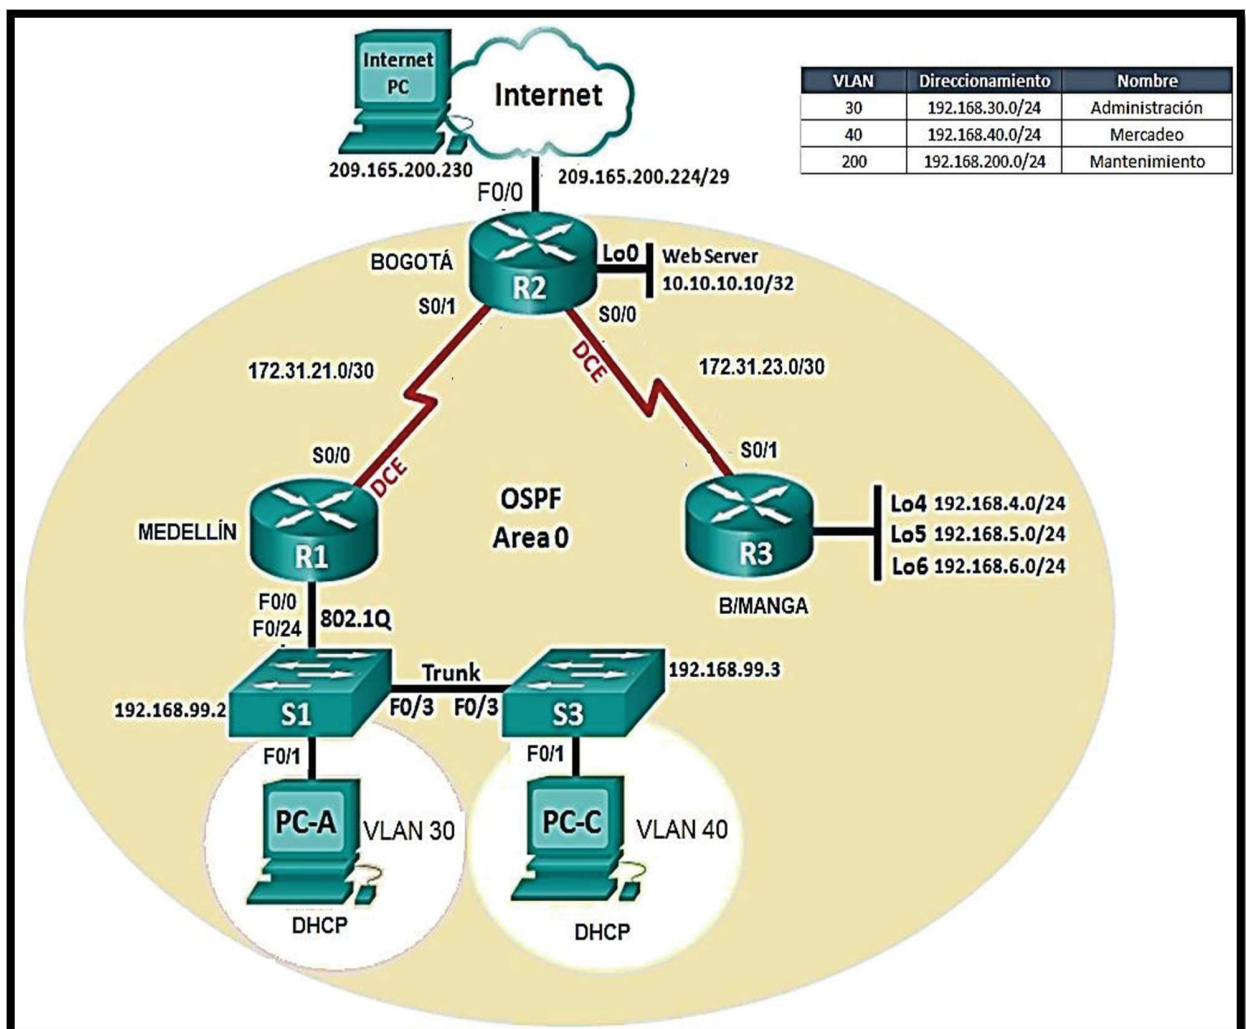 Internet
PC
Internet
209.165.200.230
209.165.200.224/29
F0/0
VLAN Direccionamiento Nombre
30 192.168.30.0/24 Administración
40 192.168.40.0/24 Mercadeo
200 192.168.200.0/24 Mantenimiento
BOGOTÁ
R2
Lo0
Web Server
10.10.10.10/32
S0/1
S0/0
DCE
172.31.21.0/30
172.31.23.0/30
S0/0
DCE
S0/1
OSPF
Area 0
MEDELLÍN
R1
R3
B/MANGA
Lo4 192.168.4.0/24
Lo5 192.168.5.0/24
Lo6 192.168.6.0/24
F0/0
F0/24
802.1Q
Trunk
192.168.99.3
192.168.99.2
S1
F0/3
F0/3
S3
F0/1
F0/1
PC-A
VLAN 30
PC-C
VLAN 40
DHCP
DHCP